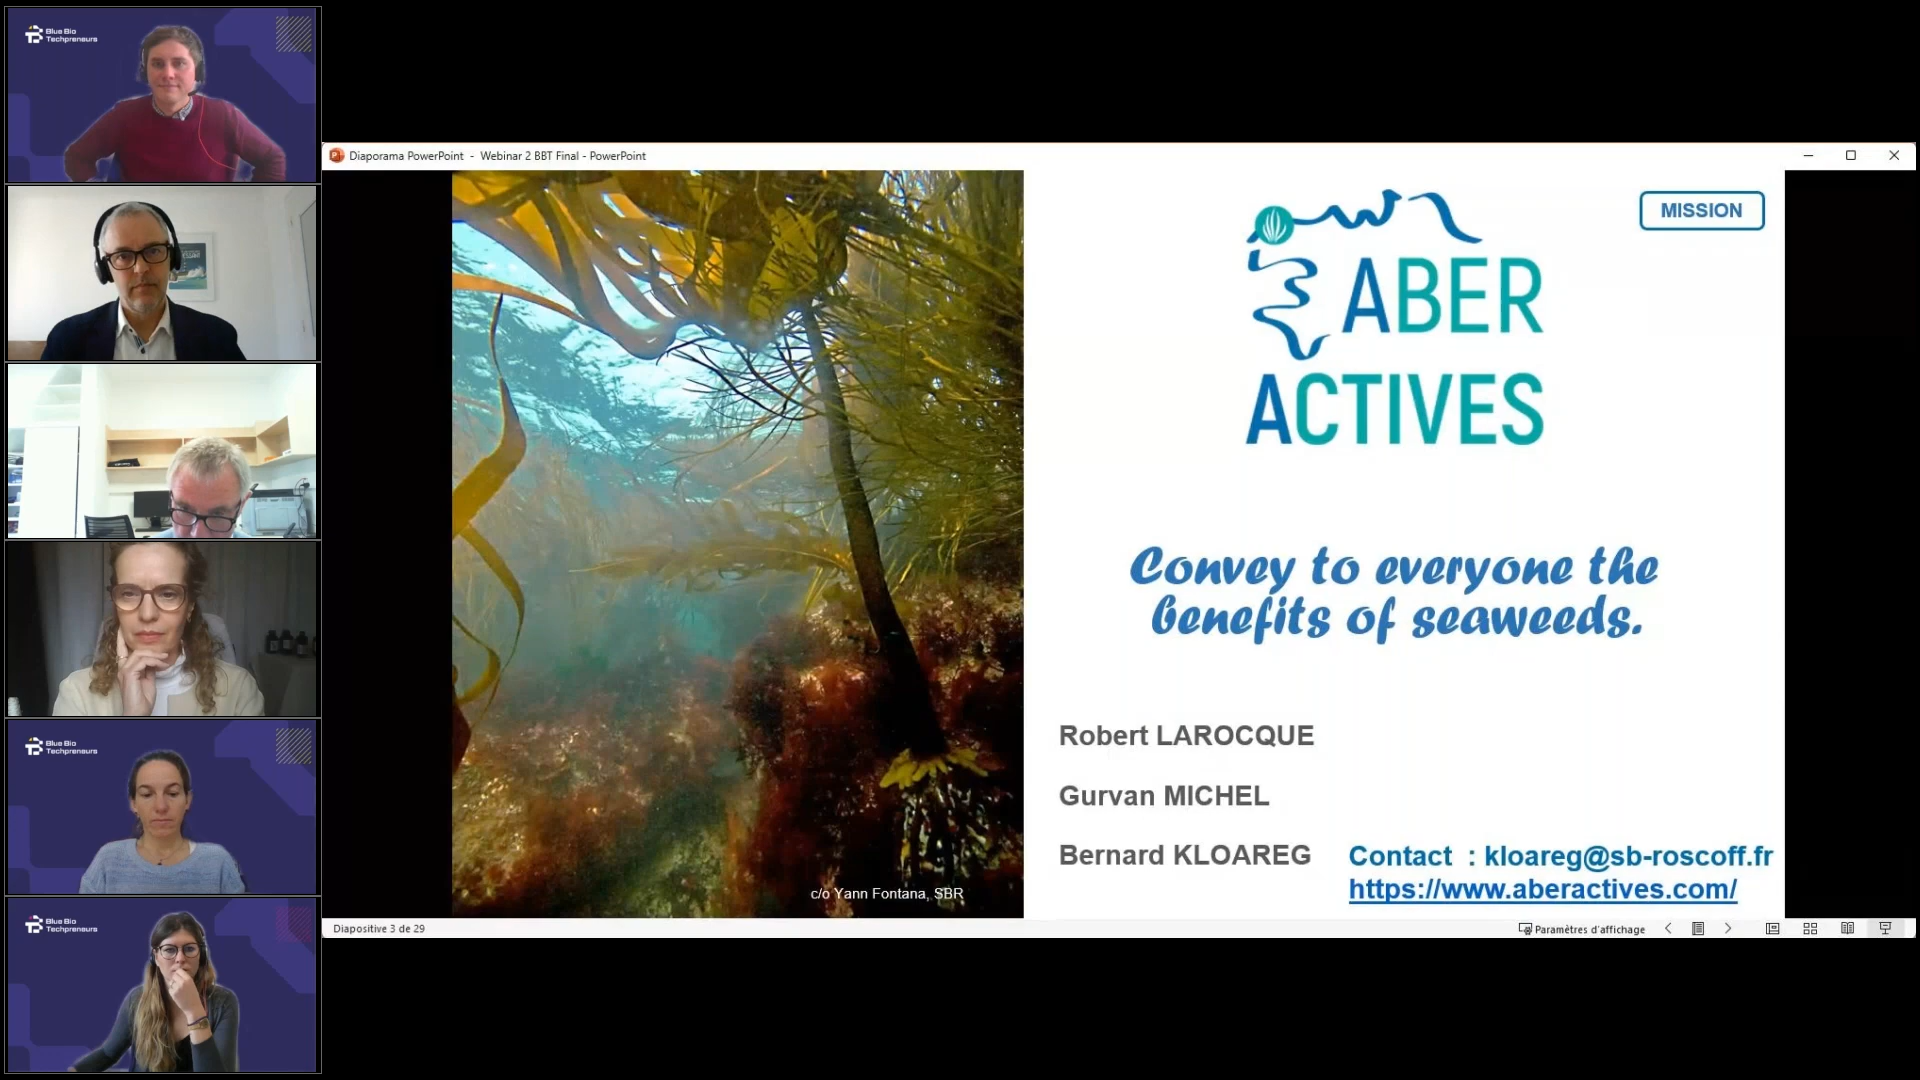 Blue Bio
Techpreneurs
Blue Bio
Techpreneurs
Blue Bio
Techpreneurs
Diaporama PowerPoint - Webinar 2 BBT Final - PowerPoint
MISSION
ABER
ACTIVES
Convey to everyone the
benefits of seaweeds.
Robert LAROCQUE
Gurvan MICHEL
Bernard KLOAREG
Contact : kloareg@sb-roscoff.fr
https://www.aberactives.com/
c/o Yann Fontana, SBR
Diapositive 3 de 29
Paramètres d'affichage